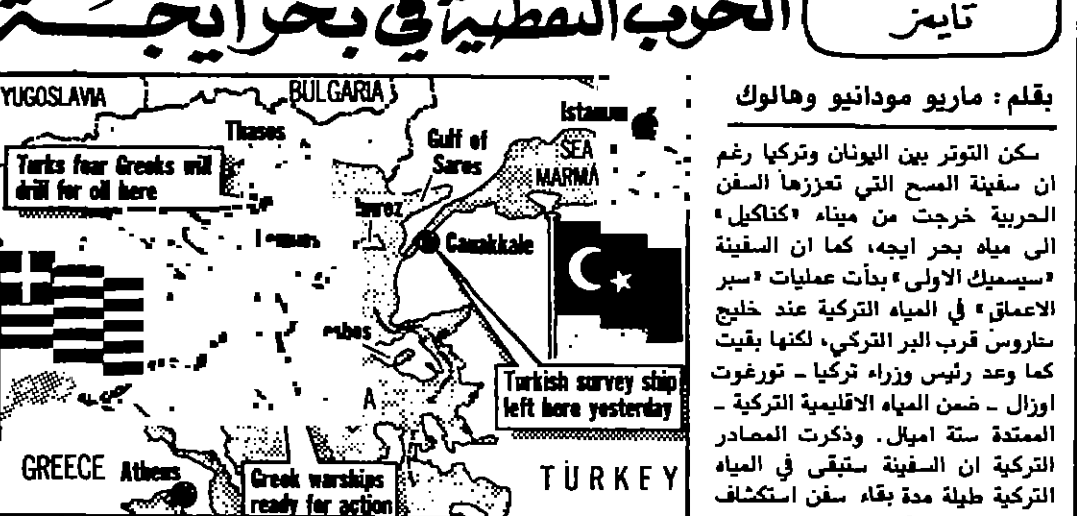 تايمز
الحرب النفطية في بحر ايجـــة
بقلم : ماريو مودانيو وهالوك
سكن التوتر بين اليونان وتركيا رغم
ان سفينة المسح التي تعززها السفن
الحربية خرجت من ميناء «كناكيل»
الى مياه بحر ايجه، كما ان السفينة
«سيسميك الاولى» بدأت عمليات «سبر
الاعماق» في المياه التركية عند خليج
ساروس قرب البر التركي، لكنها بقيت
كما وعد رئيس وزراء تركيا ـ تورغوت
اوزال ـ ضمن المياه الاقليمية التركية ـ
الممتدة ستة اميال. وذكرت المصادر
التركية ان السفينة ستبقى في المياه
التركية طيلة مدة بقاء سفن استكشاف
YUGOSLAVIA
BULGARIA
Thasos
Turks fear Greeks will
drill for oil here
Gulf of
Saros
SEA
MARMA
Canakkale
Turkish survey ship
left here yesterday
GREECE
Athens
Greek warships
ready for action
TURKEY